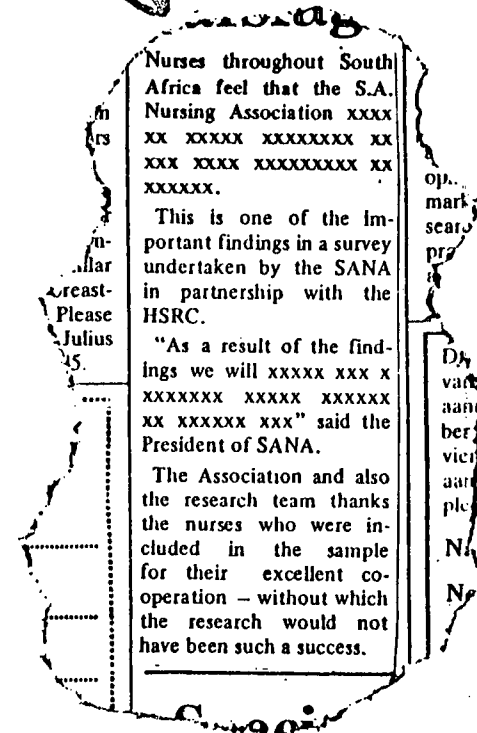 Nurses throughout South
Africa feel that the S.A.
Nursing Association xxxx
xx xxxxx xxxxxxxx xx
xxx xxxx xxxxxxxxx xx
xxxxxx.
This is one of the im-
portant findings in a survey
undertaken by the SANA
in partnership with the
HSRC.
"As a result of the find-
ings we will xxxxx xxx x
xxxxxxx xxxxx xxxxxx
xx xxxxxx xxx" said the
President of SANA.
The Association and also
the research team thanks
the nurses who were in-
cluded in the sample
for their excellent co-
operation – without which
the research would not
have been such a success.
Please
Julius